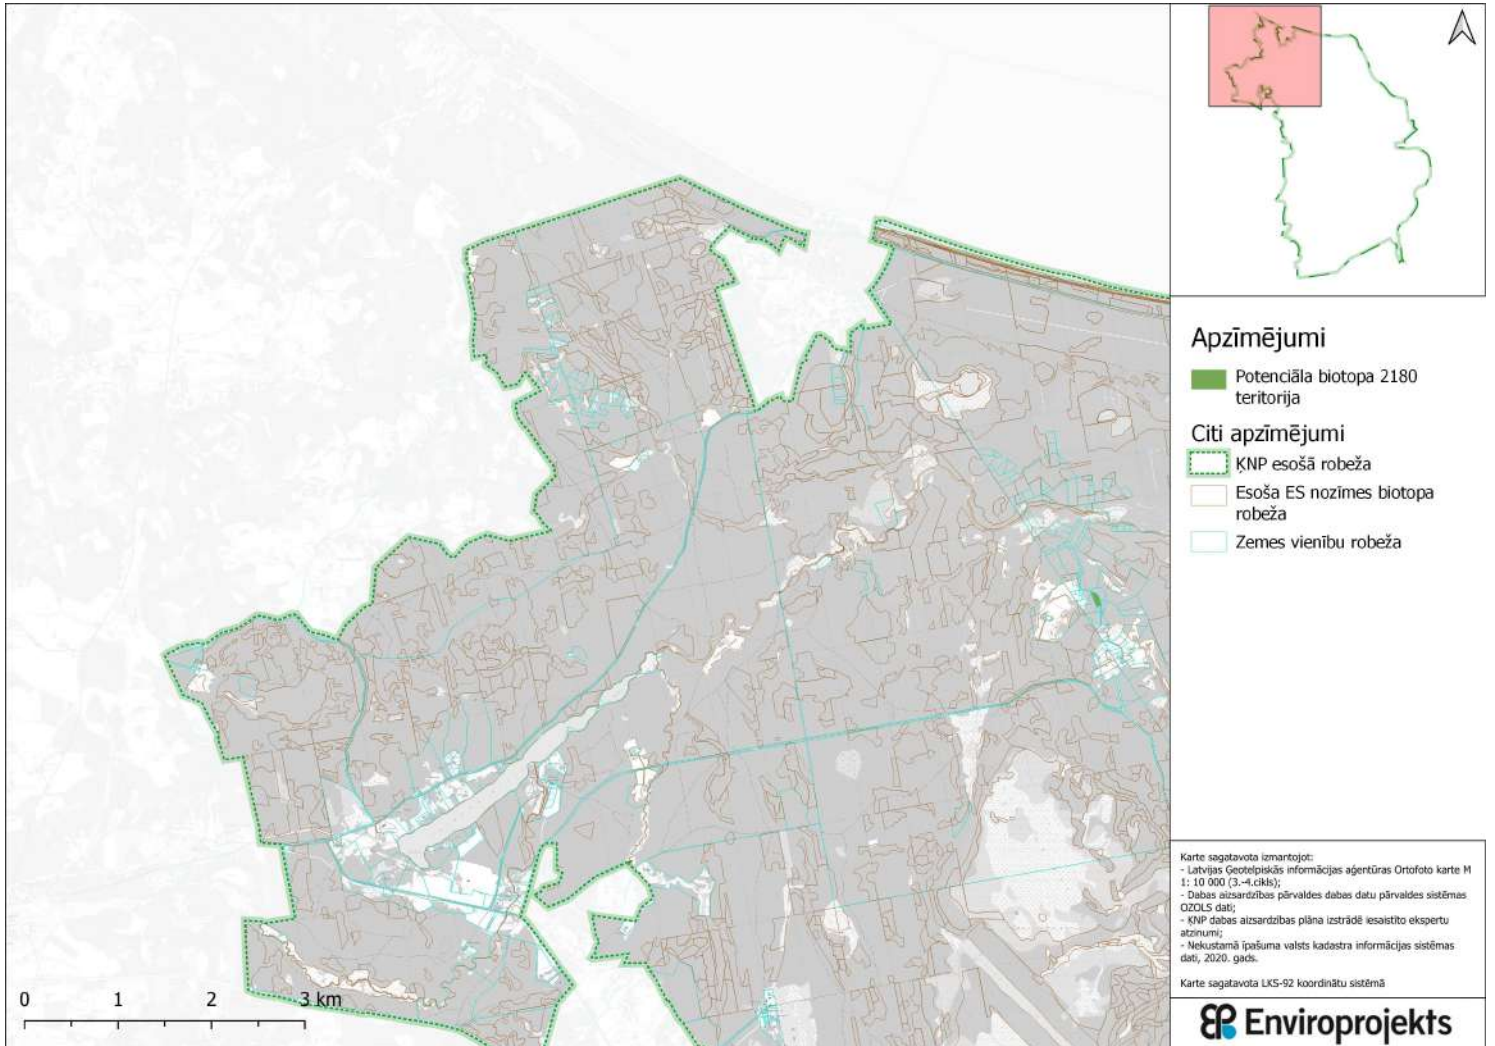 Apzīmējumi
Potenciāla biotopa 2180
teritorija
Citi apzīmējumi
ĶNP esošā robeža
Esoša ES nozīmes biotopa
robeža
Zemes vienību robeža
Karte sagatavota izmantojot:
- Latvijas Ģeotelpiskās informācijas aģentūras Ortofoto karte M
1: 10 000 (3.-4.cikls);
- Dabas aizsardzības pārvaldes dabas datu pārvaldes sistēmas
OZOLS dati;
- ĶNP dabas aizsardzības plāna izstrādē iesaistīto ekspertu
atzinumi;
- Nekustamā īpašuma valsts kadastra informācijas sistēmas
dati, 2020. gads.
Karte sagatavota LKS-92 koordinātu sistēmā
Enviroprojekts
0 1 2 3 km